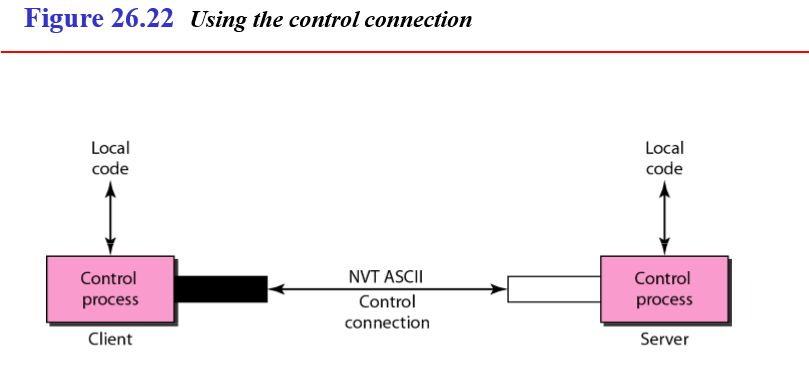 Figure 26.22 Using the control connection
Local
code
Local
code
Control
process
NVT ASCII
Control
connection
Control
process
Client
Server